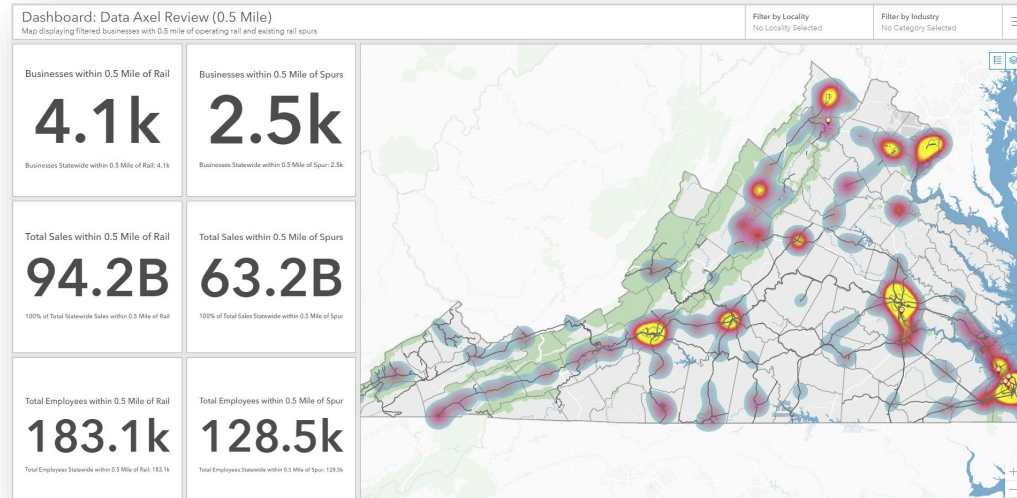 Dashboard: Data Axel Review (0.5 Mile)
Map displaying filtered businesses with 0.5 mile of operating rail and existing rail spurs
Filter by Locality
No Locality Selected
Filter by Industry
No Category Selected
Businesses within 0.5 Mile of Rail
4.1k
Businesses Statewide within 0.5 Mile of Rail: 4.1k
Businesses within 0.5 Mile of Spurs
2.5k
Businesses Statewide within 0.5 Mile of Spur: 2.5k
Total Sales within 0.5 Mile of Rail
94.2B
100% of Total Statewide Sales within 0.5 Mile of Rail
Total Sales within 0.5 Mile of Spurs
63.2B
100% of Total Sales Statewide within 0.5 Mile of Spur
Total Employees within 0.5 Mile of Rail
183.1k
Total Employees Statewide within 0.5 Mile of Rail: 183.1k
Total Employees within 0.5 Mile of Spur
128.5k
Total Employees Statewide within 0.5 Mile of Spur: 128.5k